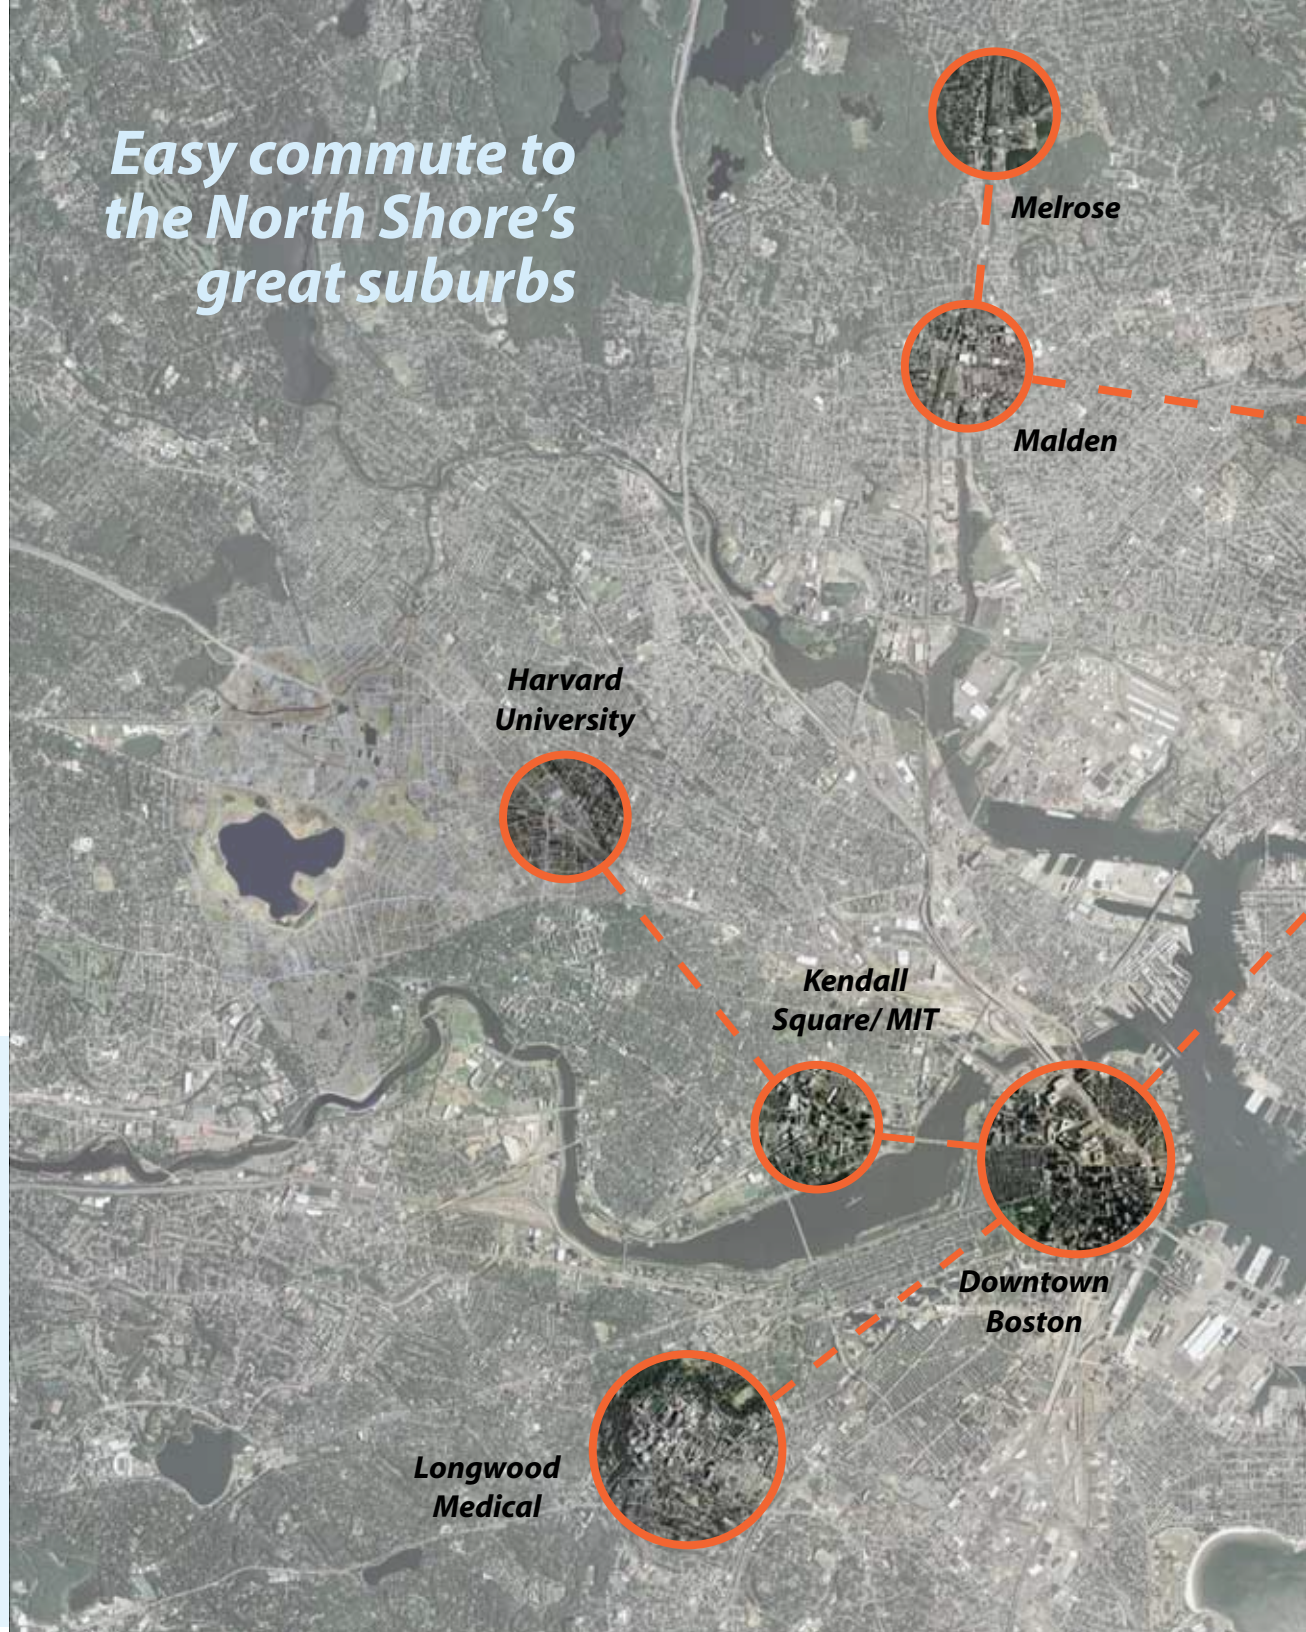 Easy commute to
the North Shore’s
great suburbs
Melrose
Malden
Harvard
University
Kendall
Square/ MIT
Downtown
Boston
Longwood
Medical